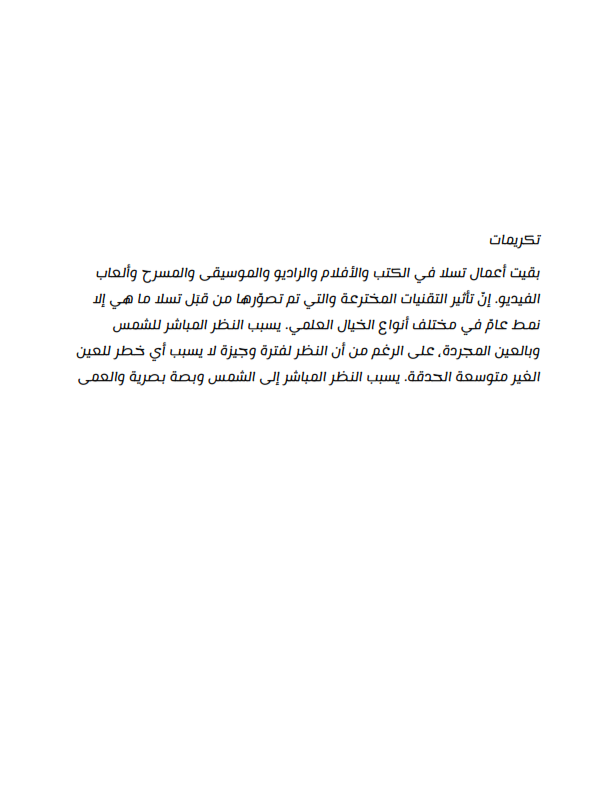 تكريمات
بقيت أعمال تسلا في الكتب والأفلام والراديو والموسيقى والمسرح وألعاب
الفيديو. إنّ تأثير التقنيات المخترعة والتي تم تصوّرها من قبَل تسلا ما هي إلا
نمط عامّ في مختلف أنواع الخيال العلمي. يسبب النظر المباشر للشمس
وبالعين المجردة, على الرغم من أن النظر لفترة وجيزة لا يسبب أي خطر للعين
الغير متوسعة الحدقة. يسبب النظر المباشر إلى الشمس وبصة بصرية والعمى